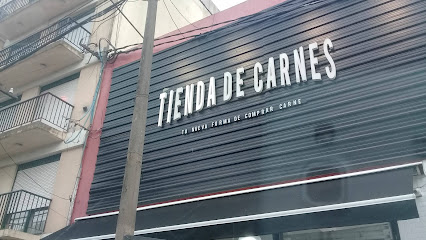 TIENDA DE CARNES
TU NUEVA FORMA DE COMPRAR CARNE